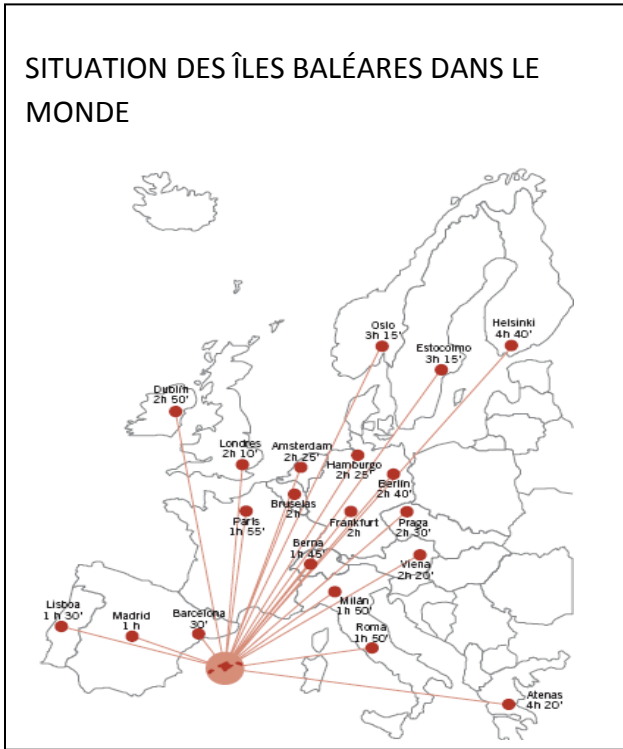 SITUATION DES ÎLES BALÉARES DANS LE
MONDE
Oslo
3h 15'
Estocolmo
3h 15'
Helsinki
4h 40'
Dublín
2h 50'
Londres
2h 10'
Amsterdam
2h 25'
Hamburgo
2h 25'
Berlín
2h 40'
Bruselas
2h
París
1h 55'
Frankfurt
2h
Praga
2h 30'
Berna
1h 45'
Viena
2h 20'
Milán
1h 50'
Lisboa
1 h 30'
Madrid
1 h
Barcelona
30'
Roma
1h 50'
Atenas
4h 20'